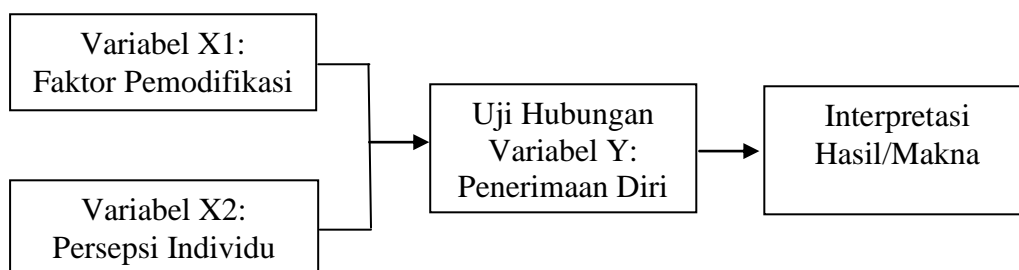 Variabel X1:
Faktor Pemodifikasi
Variabel X2:
Persepsi Individu
Uji Hubungan
Variabel Y:
Penerimaan Diri
Interpretasi
Hasil/Makna